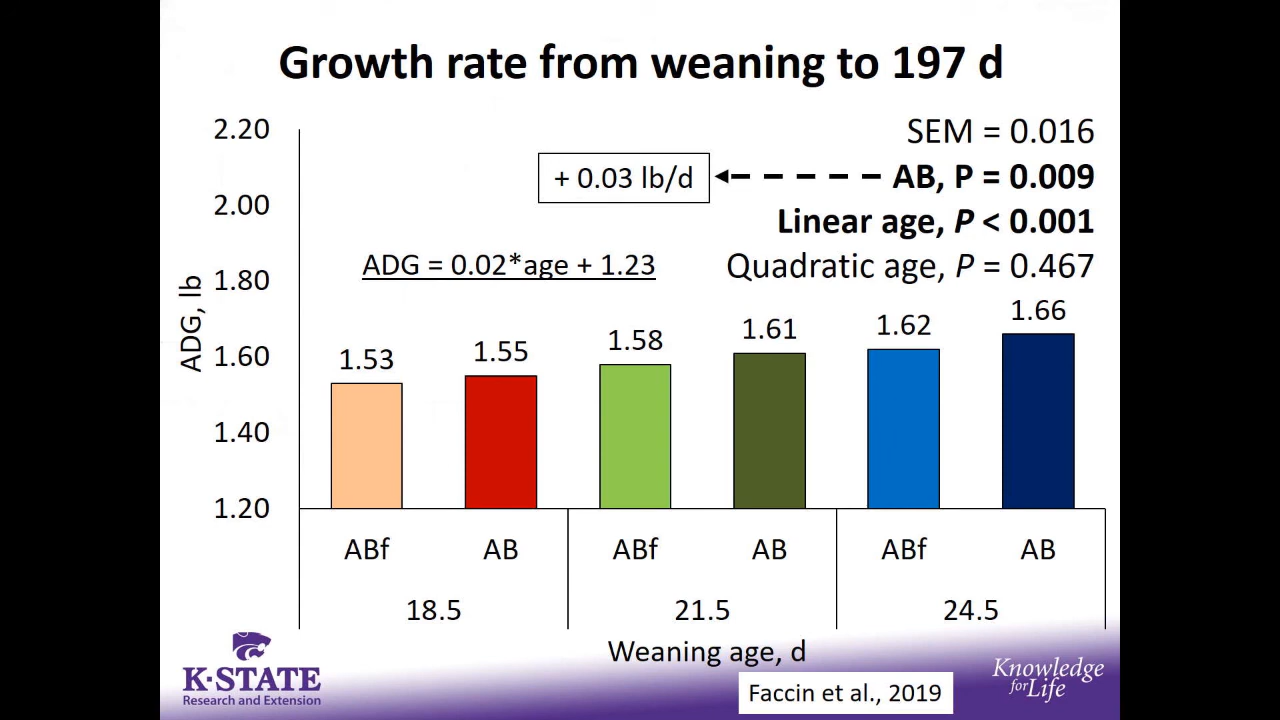 Growth rate from weaning to 197 d
2.20
2.00
1.80
1.60
1.40
1.20
ADG, lb
SEM = 0.016
+ 0.03 lb/d
AB, P = 0.009
Linear age, P < 0.001
ADG = 0.02*age + 1.23
Quadratic age, P = 0.467
1.53
1.55
1.58
1.61
1.62
1.66
ABf
AB
ABf
AB
ABf
AB
18.5
21.5
24.5
Weaning age, d
K-STATE
Research and Extension
Faccin et al., 2019
Knowledge
for Life